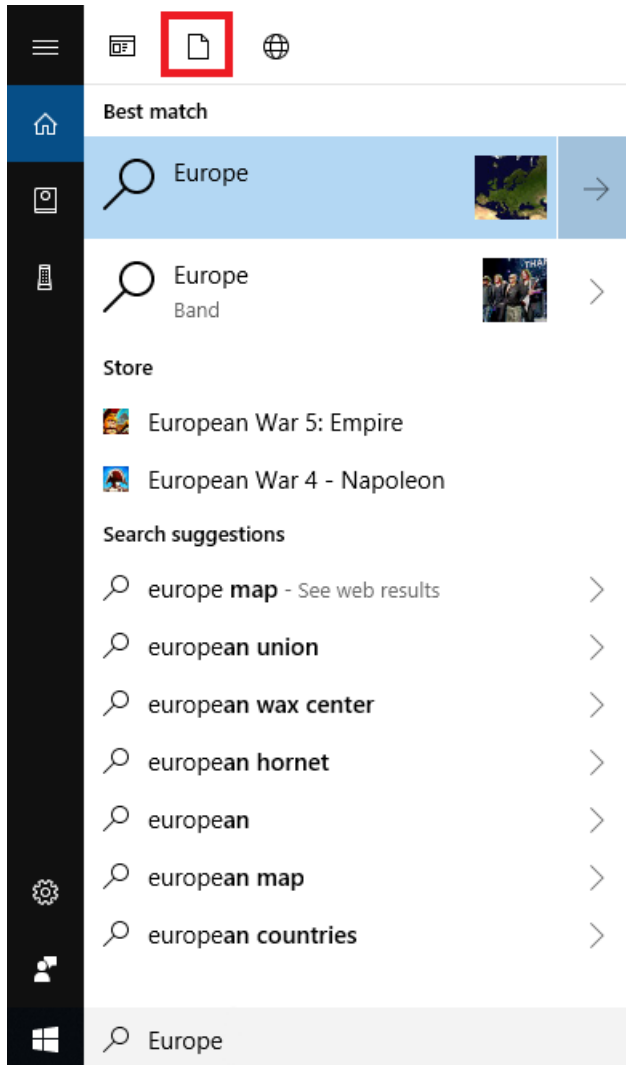 Best match
Europe
Europe
Band
Store
European War 5: Empire
European War 4 - Napoleon
Search suggestions
europe map - See web results
european union
european wax center
european hornet
european
european map
european countries
Europe